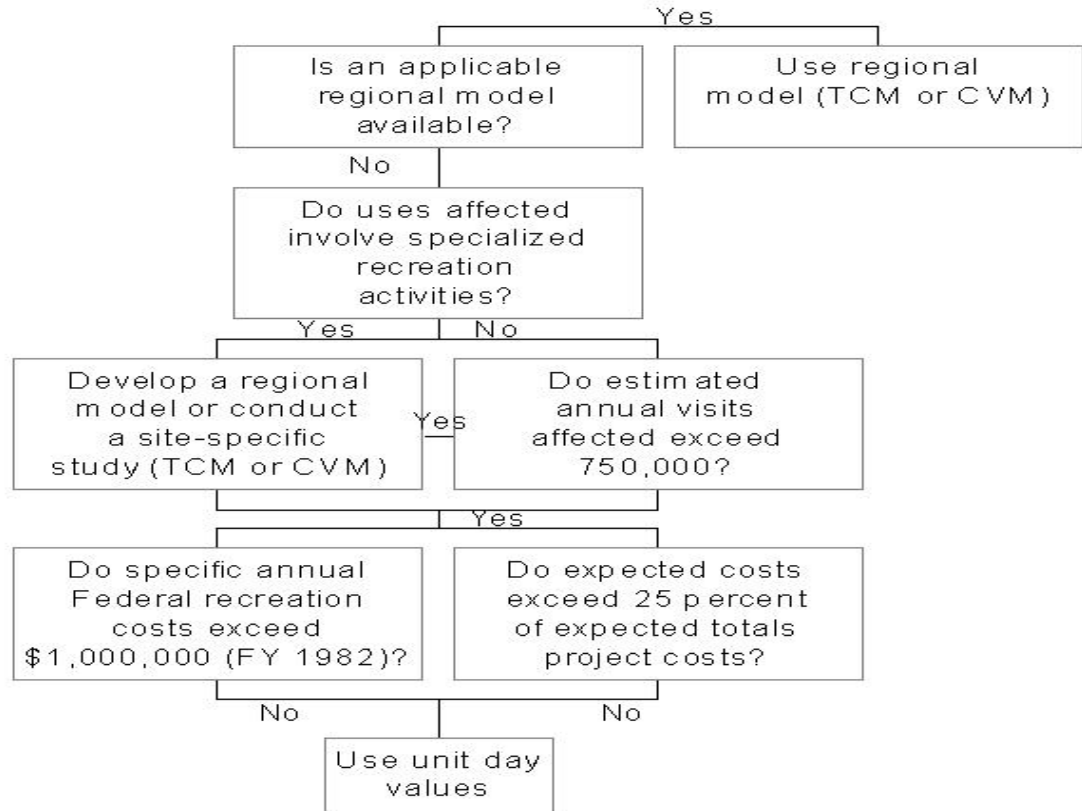 Yes
Is an applicable
regional model
available?
Use regional
model (TCM or CVM)
No
Do uses affected
involve specialized
recreation
activities?
Yes
No
Develop a regional
model or conduct
a site-specific
study (TCM or CVM)
Yes
Do estimated
annual visits
affected exceed
750,000?
Yes
Do specific annual
Federal recreation
costs exceed
$1,000,000 (FY 1982)?
Do expected costs
exceed 25 percent
of expected totals
project costs?
No
No
Use unit day
values